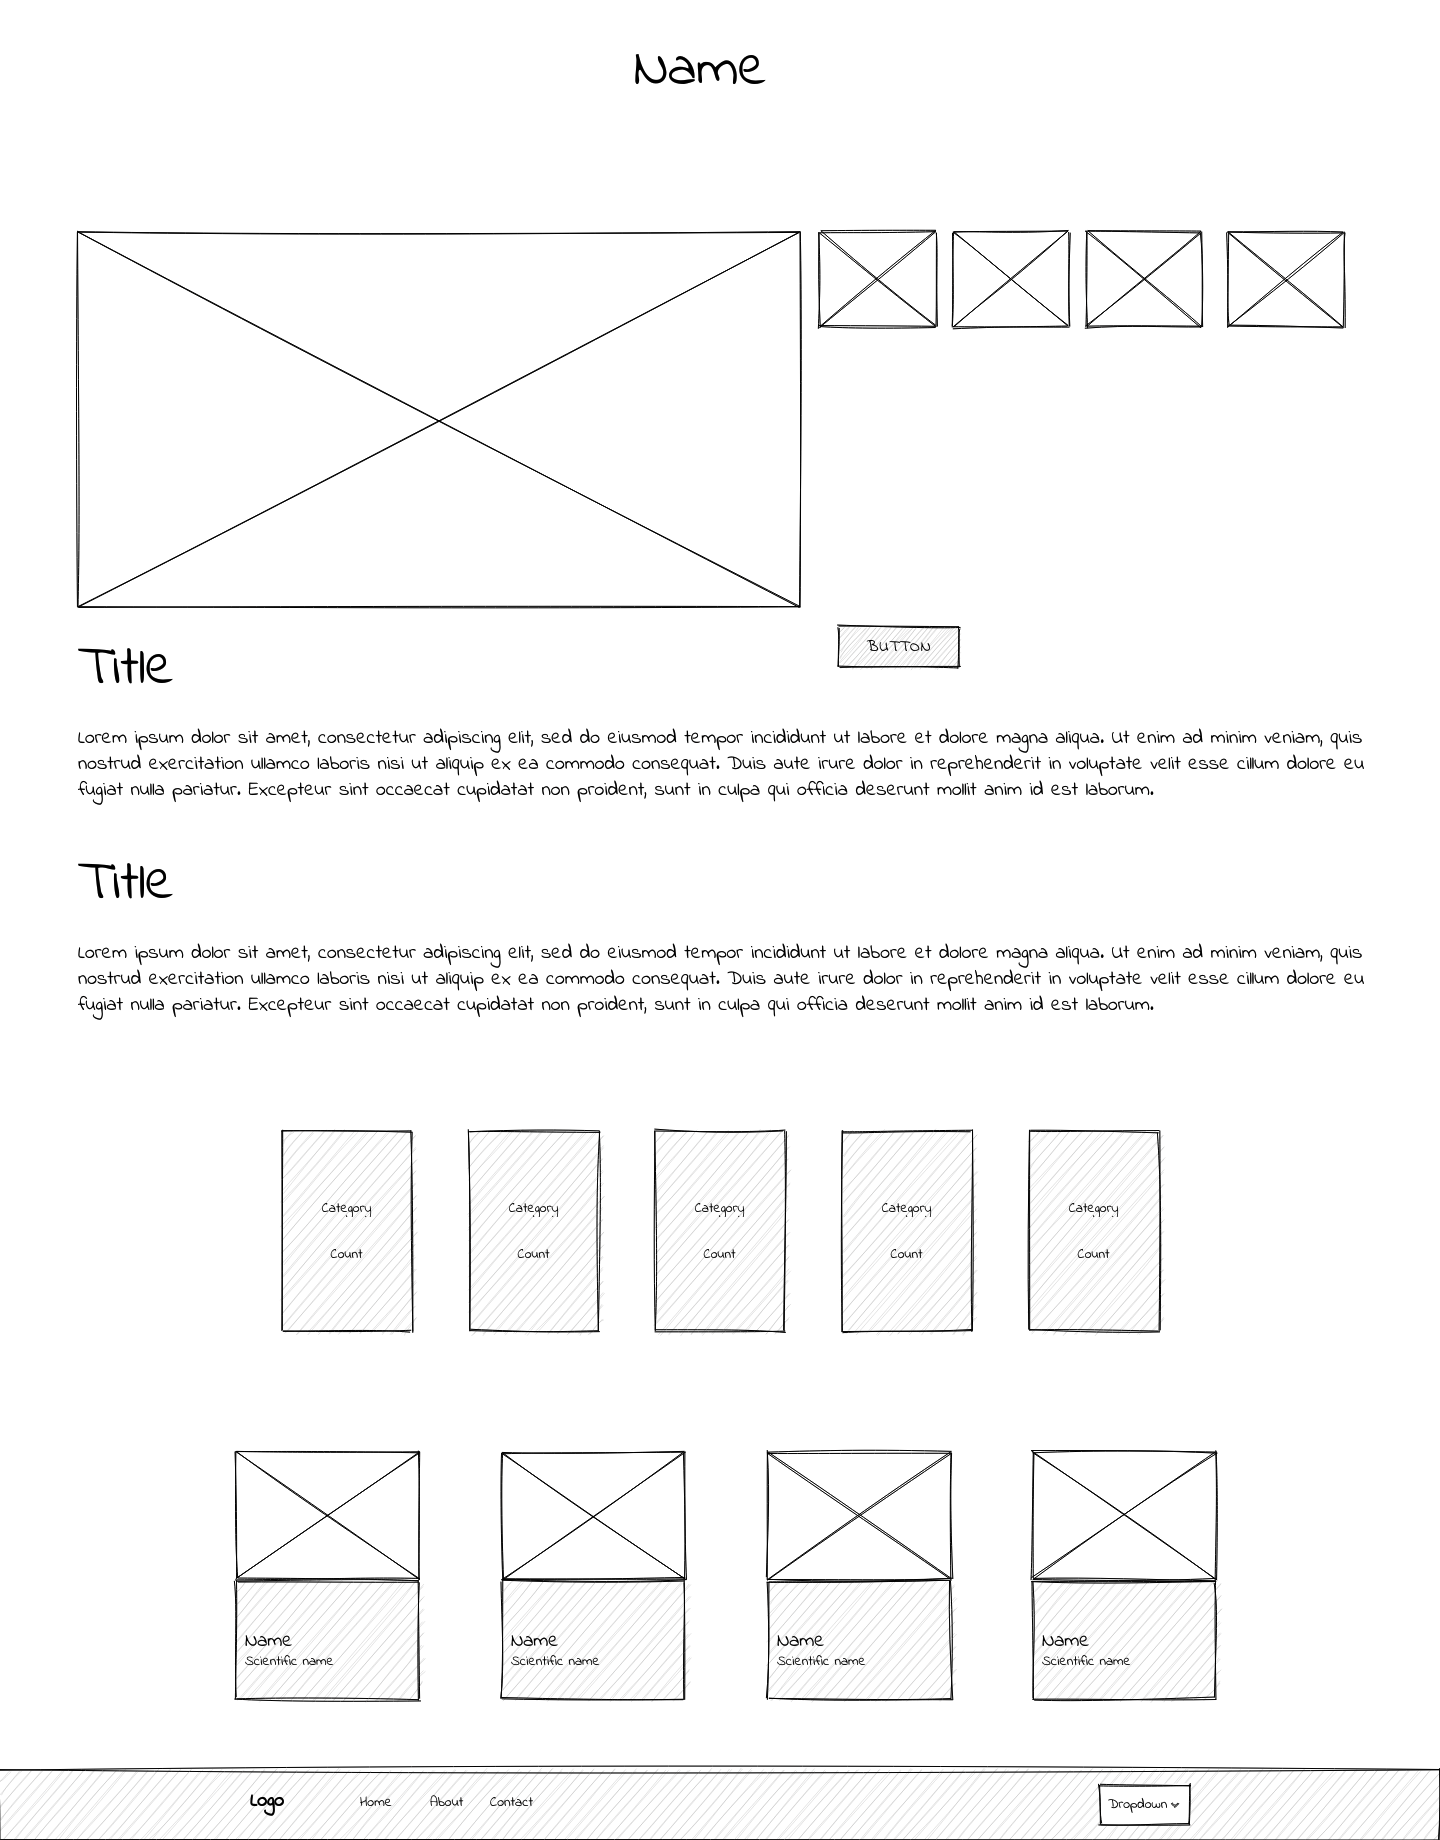 Name
BUTTON
Title
Lorem ipsum dolor sit amet, consectetur adipiscing elit, sed do eiusmod tempor incididunt ut labore et dolore magna aliqua. Ut enim ad minim veniam, quis
nostrud exercitation ullamco laboris nisi ut aliquip ex ea commodo consequat. Duis aute irure dolor in reprehenderit in voluptate velit esse cillum dolore eu
fugiat nulla pariatur. Excepteur sint occaecat cupidatat non proident, sunt in culpa qui officia deserunt mollit anim id est laborum.
Title
Lorem ipsum dolor sit amet, consectetur adipiscing elit, sed do eiusmod tempor incididunt ut labore et dolore magna aliqua. Ut enim ad minim veniam, quis
nostrud exercitation ullamco laboris nisi ut aliquip ex ea commodo consequat. Duis aute irure dolor in reprehenderit in voluptate velit esse cillum dolore eu
fugiat nulla pariatur. Excepteur sint occaecat cupidatat non proident, sunt in culpa qui officia deserunt mollit anim id est laborum.
Category Category Category Category Category
Count Count Count Count Count
Name Name Name Name
Scientific name Scientific name Scientific name Scientific name
Logo Home About Contact Dropdown